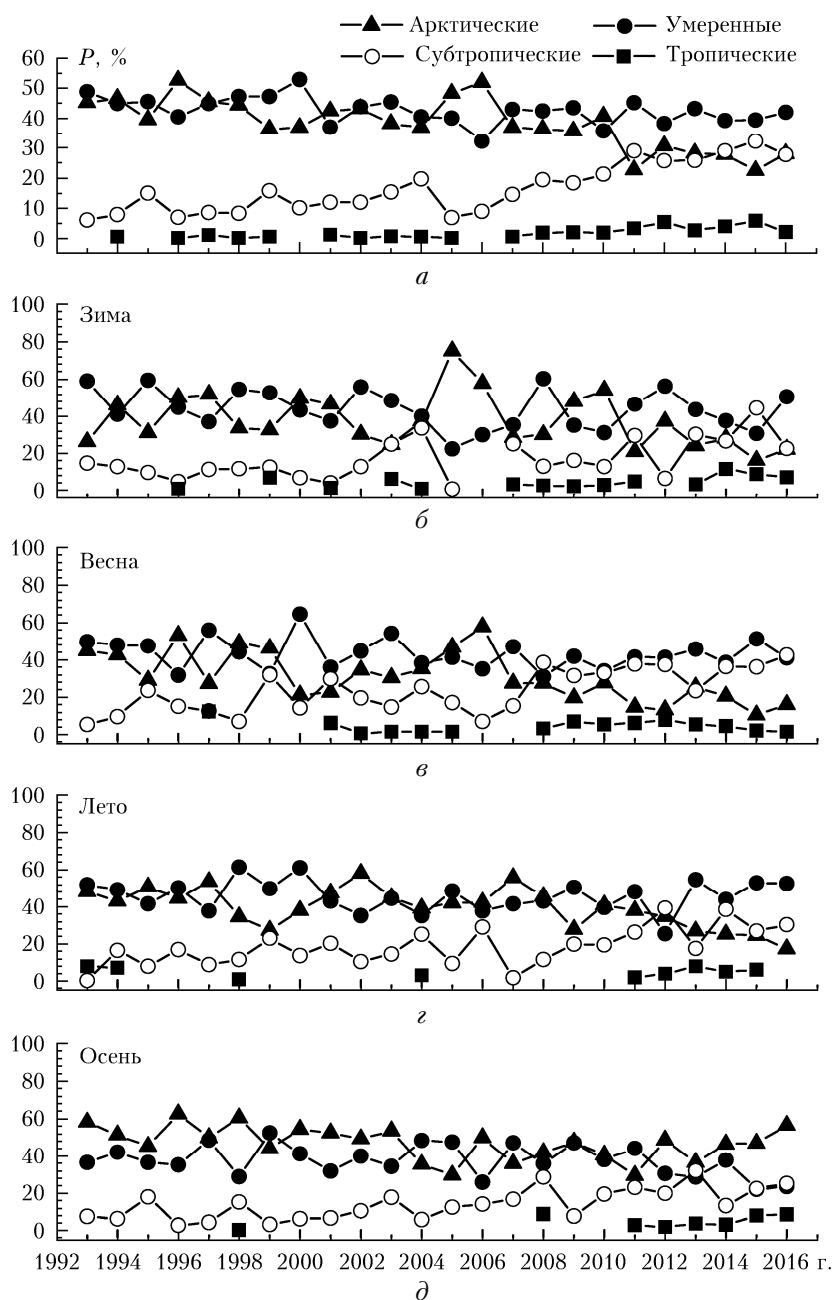 Арктические Умеренные
P, % Субтропические Тропические
60
50
40
30
20
10
0
а
100 Зима
80
60
40
20
0
б
100 Весна
80
60
40
20
0
в
100 Лето
80
60
40
20
0
г
100 Осень
80
60
40
20
0
1992 1994 1996 1998 2000 2002 2004 2006 2008 2010 2012 2014 2016 г.
д